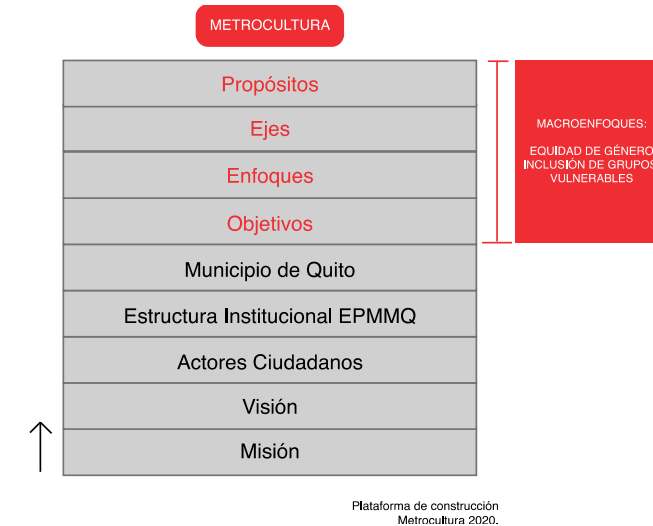 METROCULTURA
Propósitos
Ejes
Enfoques
Objetivos
Municipio de Quito
Estructura Institucional EPMMQ
Actores Ciudadanos
Visión
Misión
MACROENFOQUES:
EQUIDAD DE GÉNERO
INCLUSIÓN DE GRUPOS
VULNERABLES
Plataforma de construcción
Metrocultura 2020.